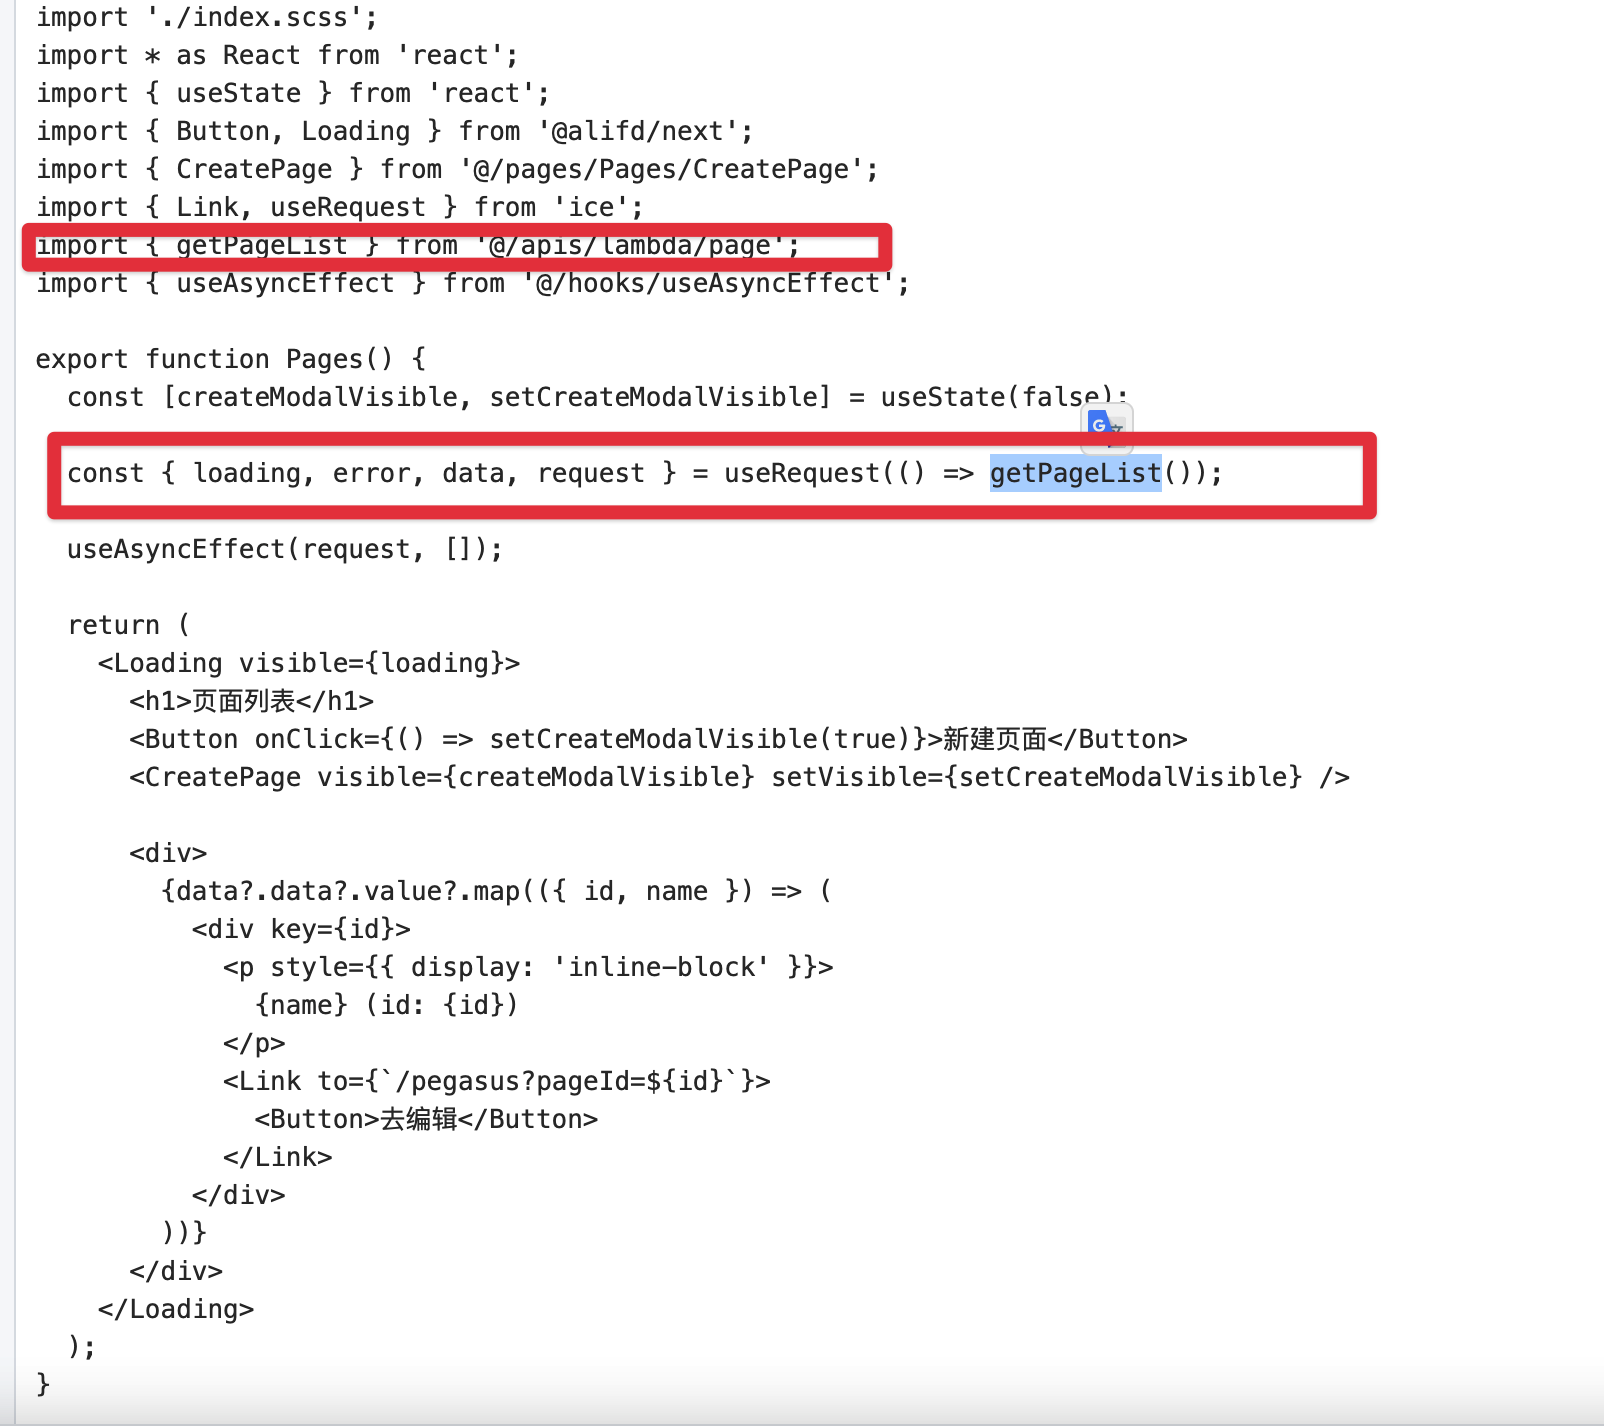 import './index.scss';
import * as React from 'react';
import { useState } from 'react';
import { Button, Loading } from '@alifd/next';
import { CreatePage } from '@/pages/Pages/CreatePage';
import { Link, useRequest } from 'ice';
import { getPageList } from '@/apis/lambda/page';
import { useAsyncEffect } from '@/hooks/useAsyncEffect';
export function Pages() {
const [createModalVisible, setCreateModalVisible] = useState(false);
G 文
const { loading, error, data, request } = useRequest(() => getPageList());
useAsyncEffect(request, []);
return (
<Loading visible={loading}>
<h1>页面列表</h1>
<Button onClick={() => setCreateModalVisible(true)}>新建页面</Button>
<CreatePage visible={createModalVisible} setVisible={setCreateModalVisible} />
<div>
{data?.data?.value?.map(({ id, name }) => (
<div key={id}>
<p style={{ display: 'inline-block' }}>
{name} (id: {id})
</p>
<Link to={`/pegasus?pageId=${id}`}>
<Button>去编辑</Button>
</Link>
</div>
))}
</div>
</Loading>
);
}